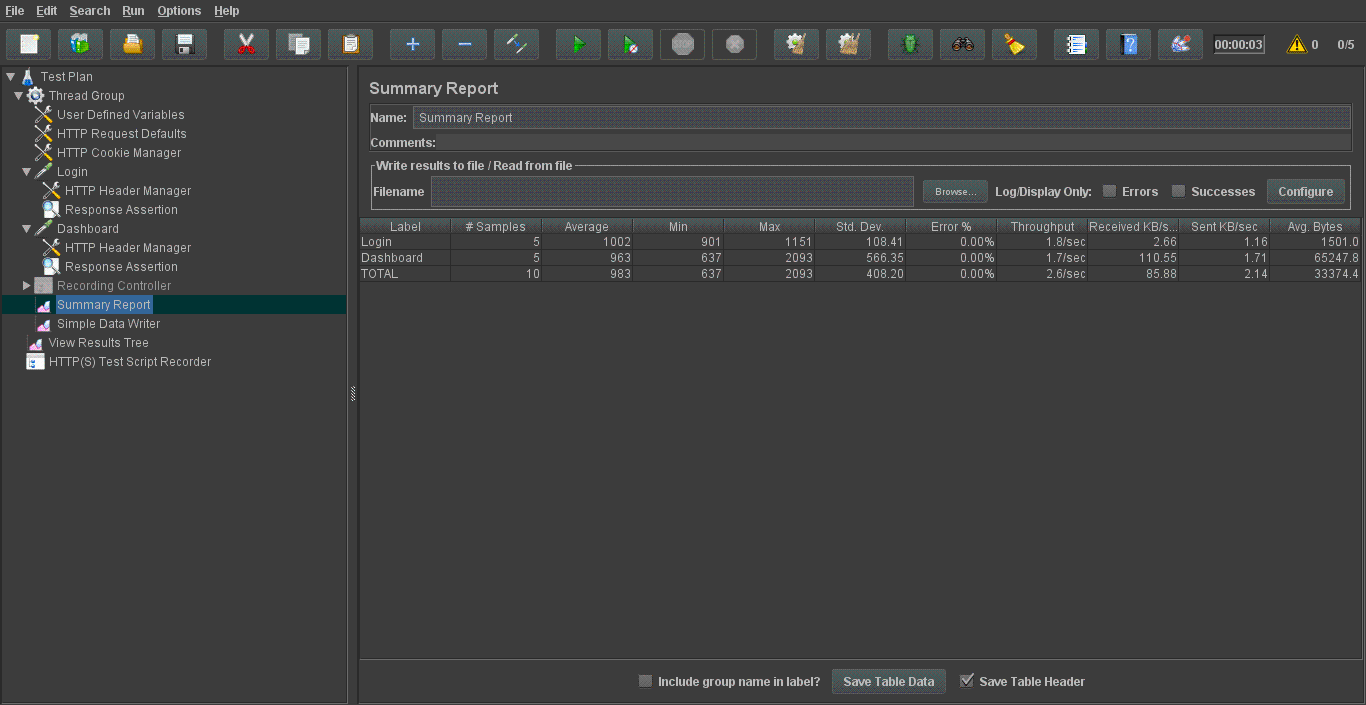 File Edit Search Run Options Help
STOP 00:00:03 0 0/5
Test Plan
Thread Group
User Defined Variables
HTTP Request Defaults
HTTP Cookie Manager
Login
HTTP Header Manager
Response Assertion
Dashboard
HTTP Header Manager
Response Assertion
Recording Controller
Summary Report
Simple Data Writer
View Results Tree
HTTP(S) Test Script Recorder
Summary Report
Name: Summary Report
Comments:
Write results to file / Read from file
Filename Browse... Log/Display Only: Errors Successes Configure
Label # Samples Average Min Max Std. Dev. Error % Throughput Received KB/s... Sent KB/sec Avg. Bytes
Login 5 1002 901 1151 108.41 0.00% 1.8/sec 2.66 1.16 1501.0
Dashboard 5 963 637 2093 566.35 0.00% 1.7/sec 110.55 1.71 65247.8
TOTAL 10 983 637 2093 408.20 0.00% 2.6/sec 85.88 2.14 33374.4
Include group name in label? Save Table Data Save Table Header